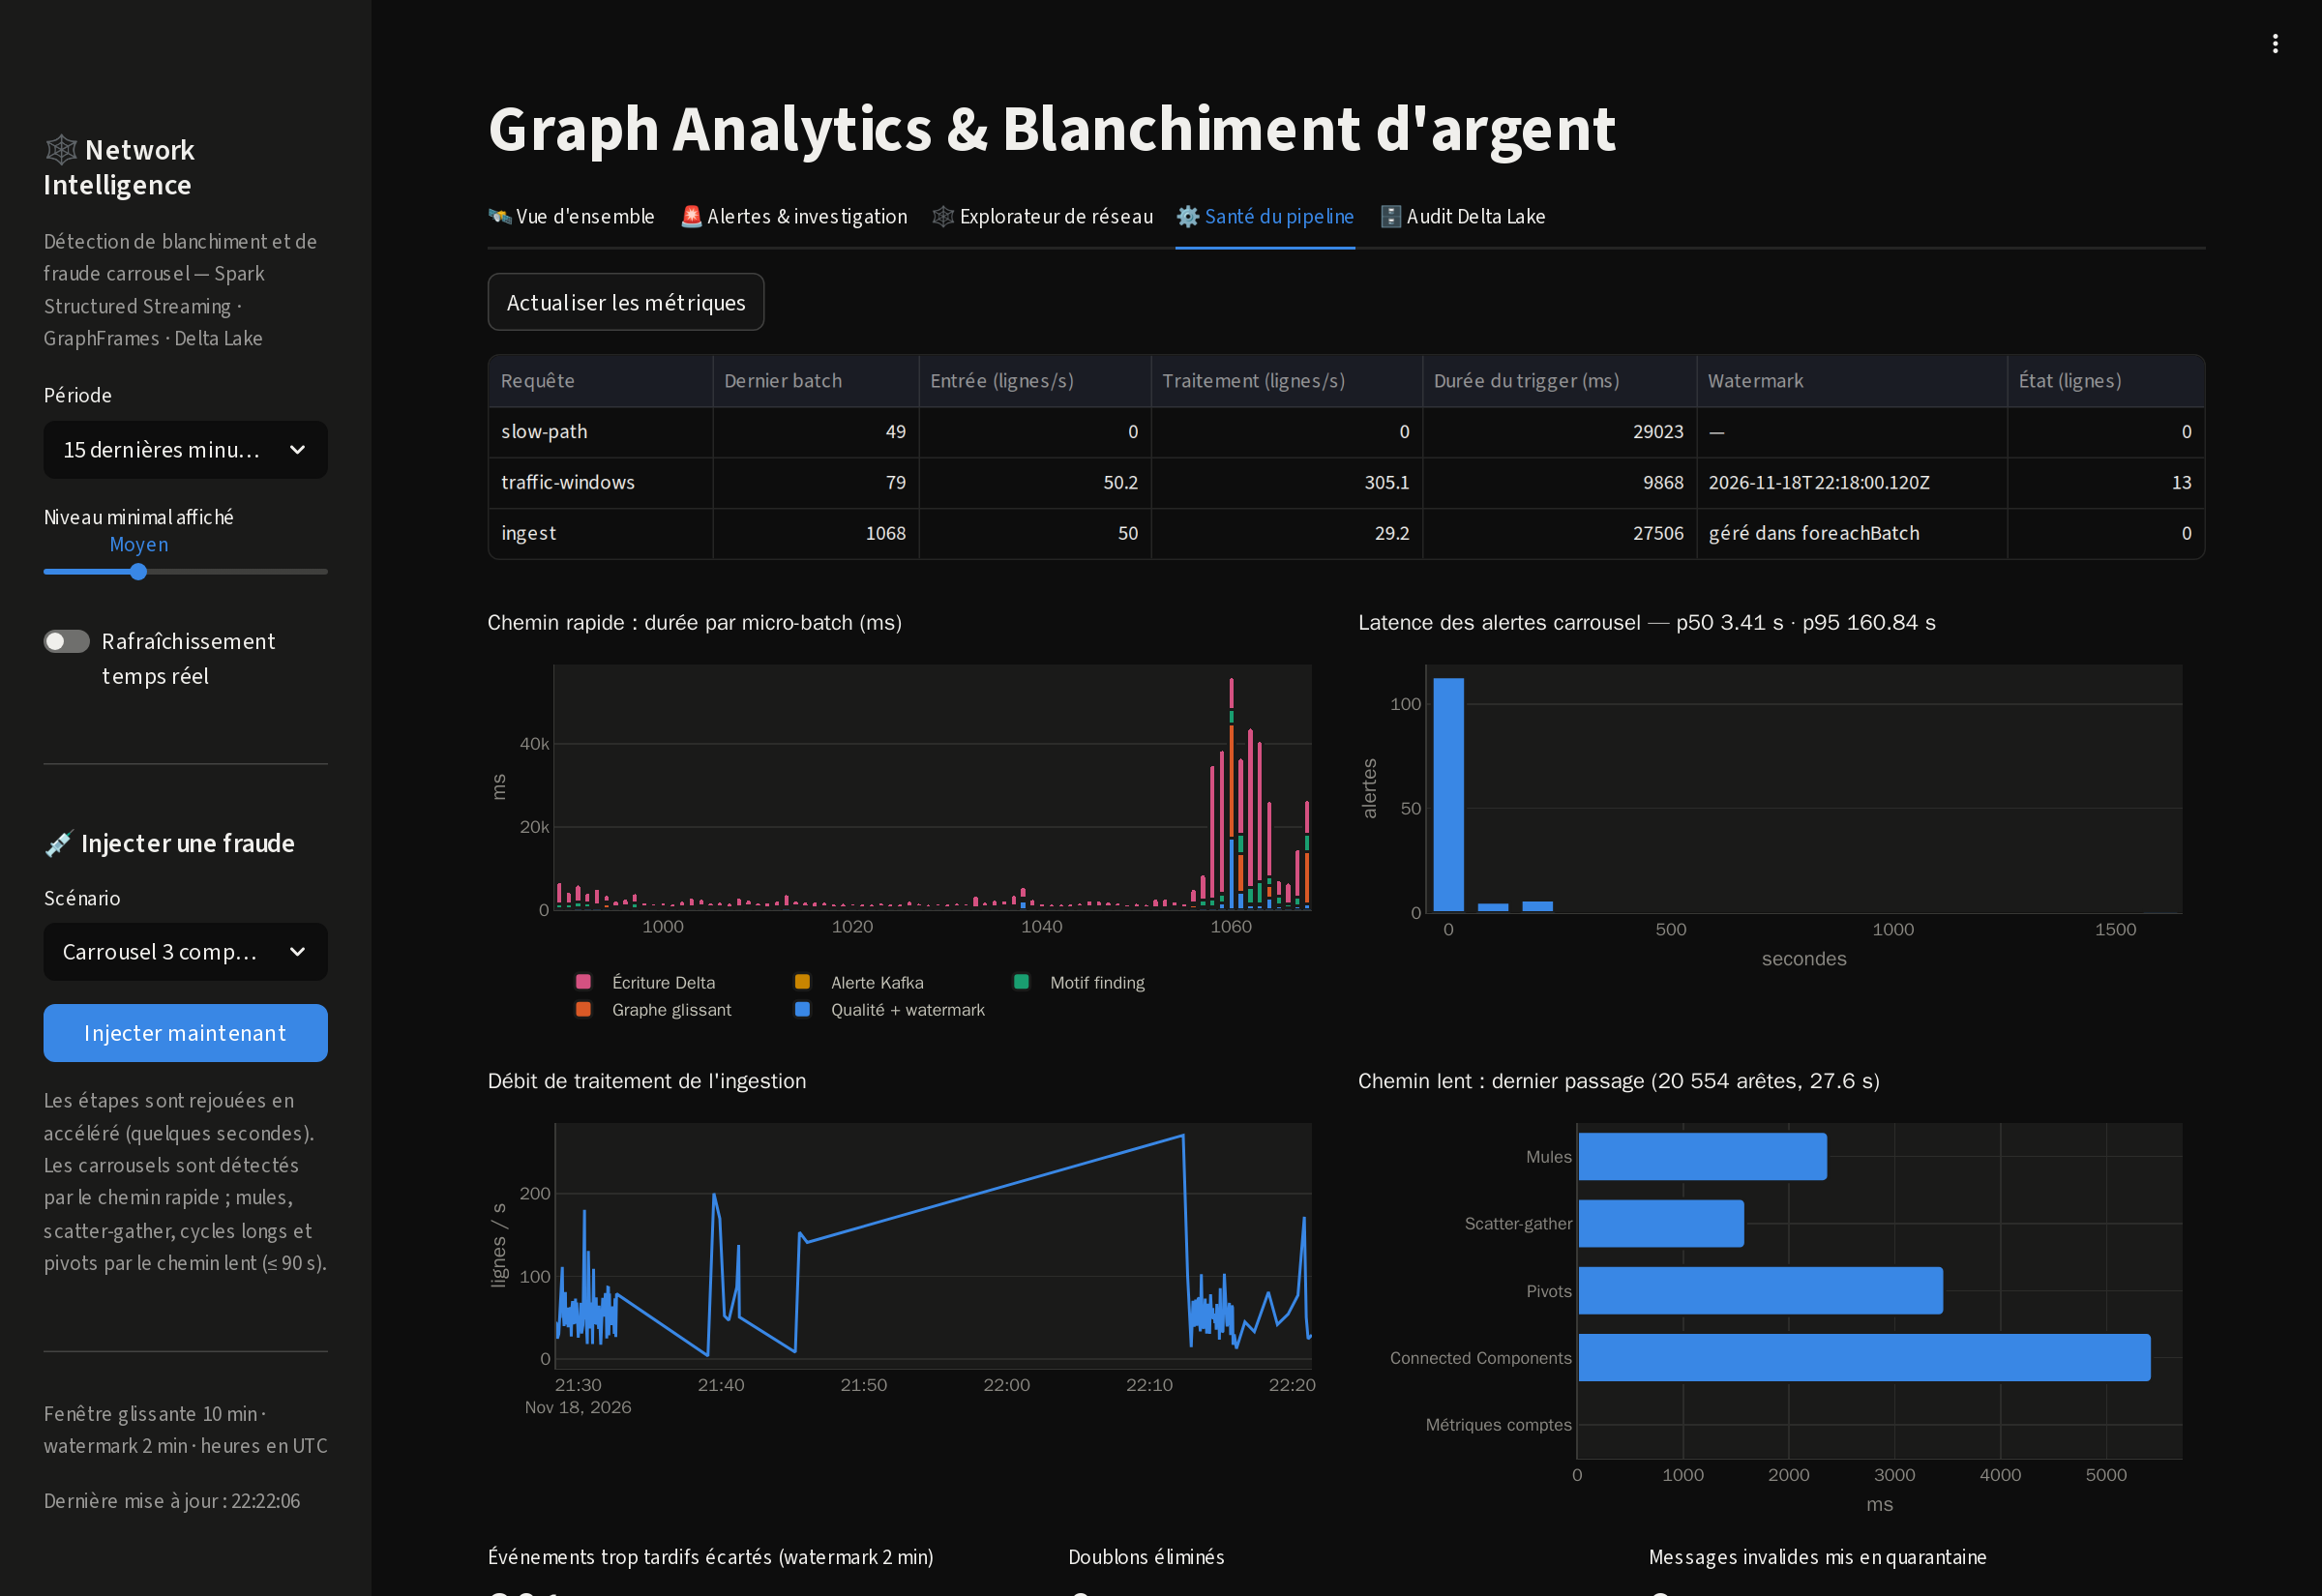 🕸️ Network
Intelligence
Détection de blanchiment et de
fraude carrousel — Spark
Structured Streaming ·
GraphFrames · Delta Lake
Période
15 dernières minu…
Niveau minimal affiché
Moyen
Rafraîchissement
temps réel
💉 Injecter une fraude
Scénario
Carrousel 3 comp…
Injecter maintenant
Les étapes sont rejouées en
accéléré (quelques secondes).
Les carrousels sont détectés
par le chemin rapide ; mules,
scatter-gather, cycles longs et
pivots par le chemin lent (≤ 90 s).
Fenêtre glissante 10 min ·
watermark 2 min · heures en UTC
Dernière mise à jour : 22:22:06
Graph Analytics & Blanchiment d'argent
🛰️ Vue d'ensemble 🚨 Alertes & investigation 🕸️ Explorateur de réseau ⚙️ Santé du pipeline 🗄️ Audit Delta Lake
Actualiser les métriques
Requête Dernier batch Entrée (lignes/s) Traitement (lignes/s) Durée du trigger (ms) Watermark État (lignes)
slow-path 49 0 0 29023 — 0
traffic-windows 79 50.2 305.1 9868 2026-11-18T22:18:00.120Z 13
ingest 1068 50 29.2 27506 géré dans foreachBatch 0
Chemin rapide : durée par micro-batch (ms)
ms
40k
20k
0
1000 1020 1040 1060
Écriture Delta Alerte Kafka Motif finding
Graphe glissant Qualité + watermark
Latence des alertes carrousel — p50 3.41 s · p95 160.84 s
alertes
100
50
0
0 500 1000 1500
secondes
Débit de traitement de l'ingestion
lignes / s
200
100
0
21:30 21:40 21:50 22:00 22:10 22:20
Nov 18, 2026
Chemin lent : dernier passage (20 554 arêtes, 27.6 s)
Mules
Scatter-gather
Pivots
Connected Components
Métriques comptes
0 1000 2000 3000 4000 5000
ms
Événements trop tardifs écartés (watermark 2 min) Doublons éliminés Messages invalides mis en quarantaine